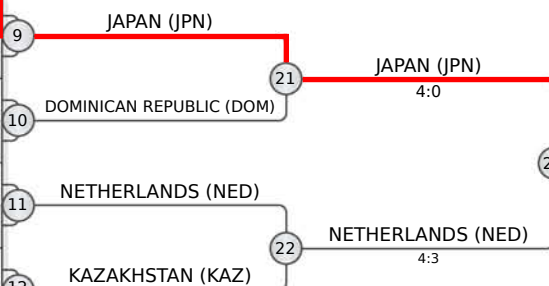 JAPAN (JPN)
9
21
JAPAN (JPN)
4:0
DOMINICAN REPUBLIC (DOM)
10
NETHERLANDS (NED)
11
22
NETHERLANDS (NED)
4:3
KAZAKHSTAN (KAZ)